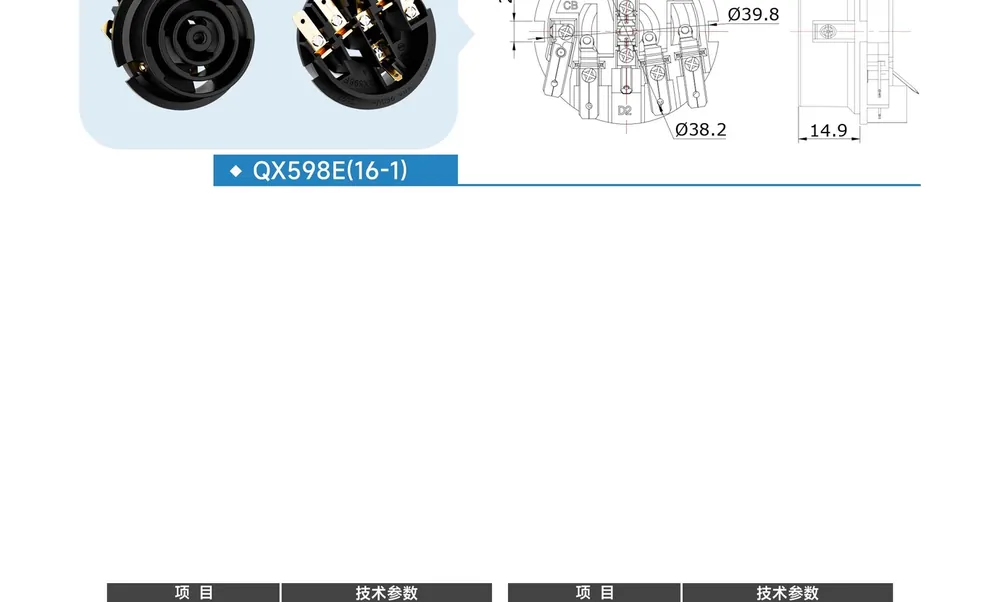 CB
Ø39.8
D2
Ø38.2
14.9
◆ QX598E(16-1)
项 目 技术参数 项 目 技术参数